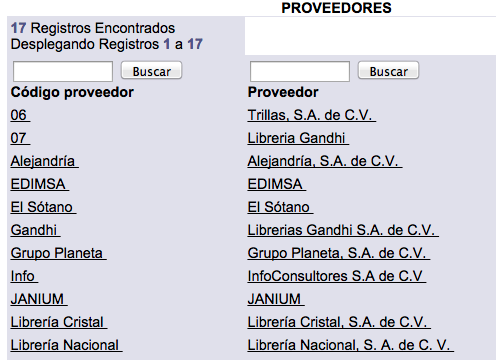 PROVEEDORES
17 Registros Encontrados
Desplegando Registros 1 a 17
Buscar Buscar
Código proveedor Proveedor
06 Trillas, S.A. de C.V.
07 Libreria Gandhi
Alejandría Alejandría, S.A. de C.V.
EDIMSA EDIMSA
El Sótano El Sótano
Gandhi Librerias Gandhi S.A. de C.V.
Grupo Planeta Grupo Planeta, S.A. de C.V.
Info InfoConsultores S.A de C.V
JANIUM JANIUM
Librería Cristal Librería Cristal, S.A. de C.V.
Librería Nacional Librería Nacional, S. A. de C. V.